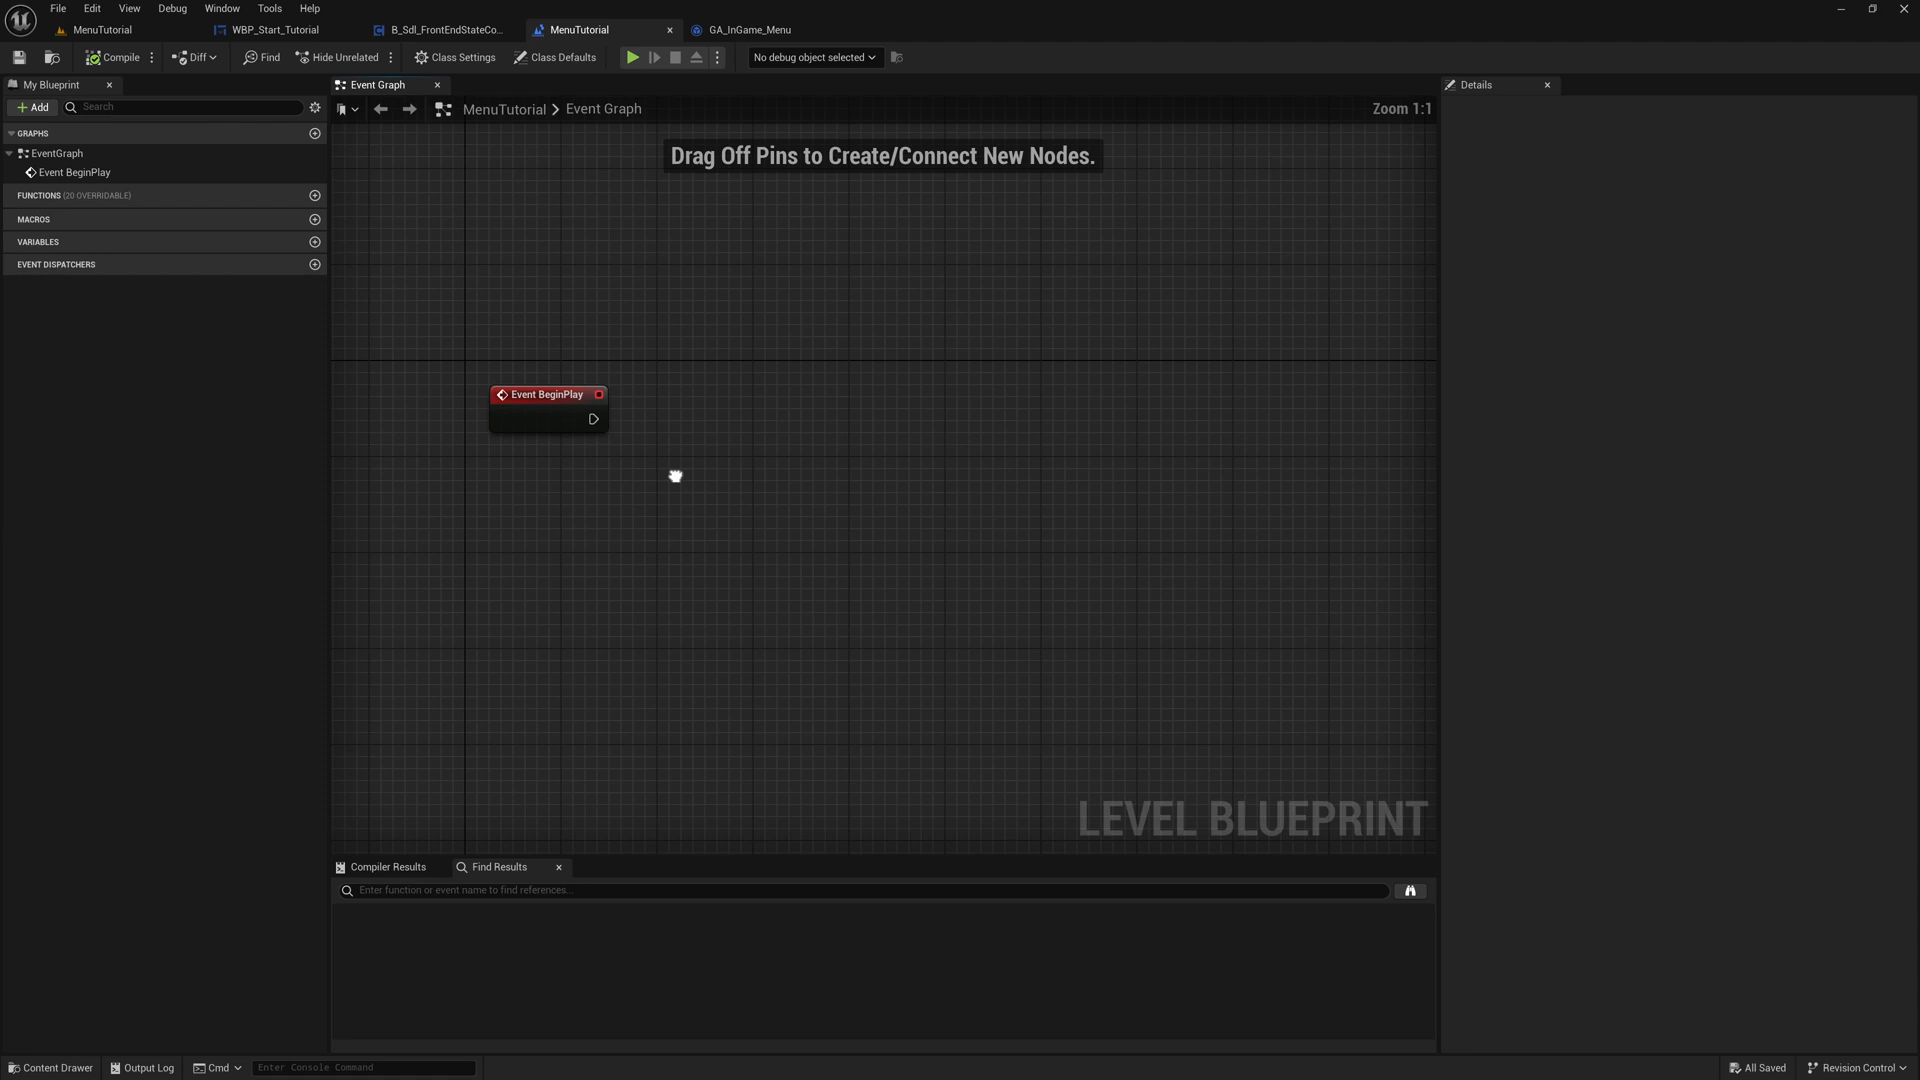 File Edit View Debug Window Tools Help
MenuTutorial WBP_Start_Tutorial B_Sdl_FrontEndStateCo... MenuTutorial GA_InGame_Menu
Compile Diff Find Hide Unrelated Class Settings Class Defaults No debug object selected
My Blueprint
Add Search
GRAPHS
EventGraph
Event BeginPlay
FUNCTIONS (20 OVERRIDABLE)
MACROS
VARIABLES
EVENT DISPATCHERS
Event Graph
MenuTutorial > Event Graph Zoom 1:1
Drag Off Pins to Create/Connect New Nodes.
Event BeginPlay
LEVEL BLUEPRINT
Compiler Results Find Results
Enter function or event name to find references...
Details
Content Drawer Output Log Cmd Enter Console Command All Saved Revision Control